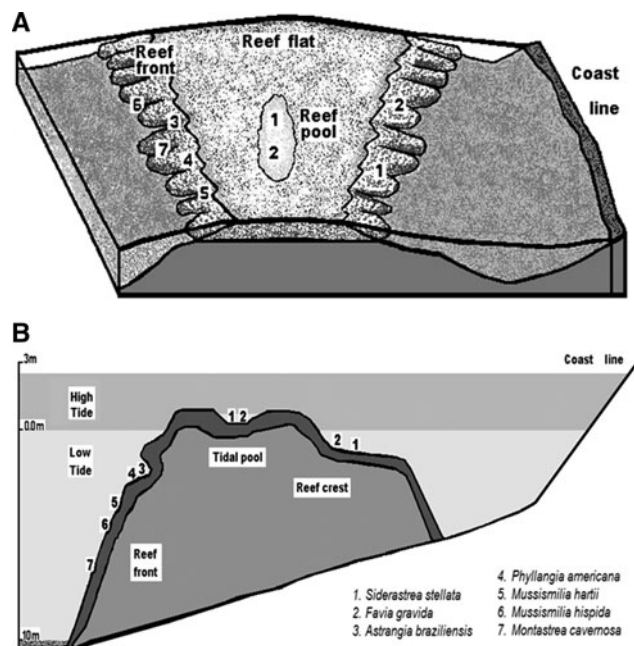 A
Reef front
Reef flat
Reef pool
Coast line
1
2
6
3
7
4
5
2
1
B
3m
0.0m
10m
High Tide
Low Tide
Coast line
1 2
Tidal pool
2 1
Reef crest
4 3
5
6
7
Reef front
1. Siderastrea stellata
2. Favia gravida
3. Astrangia braziliensis
4. Phyllangia americana
5. Mussismilia hartii
6. Mussismilia hispida
7. Montastrea cavernosa